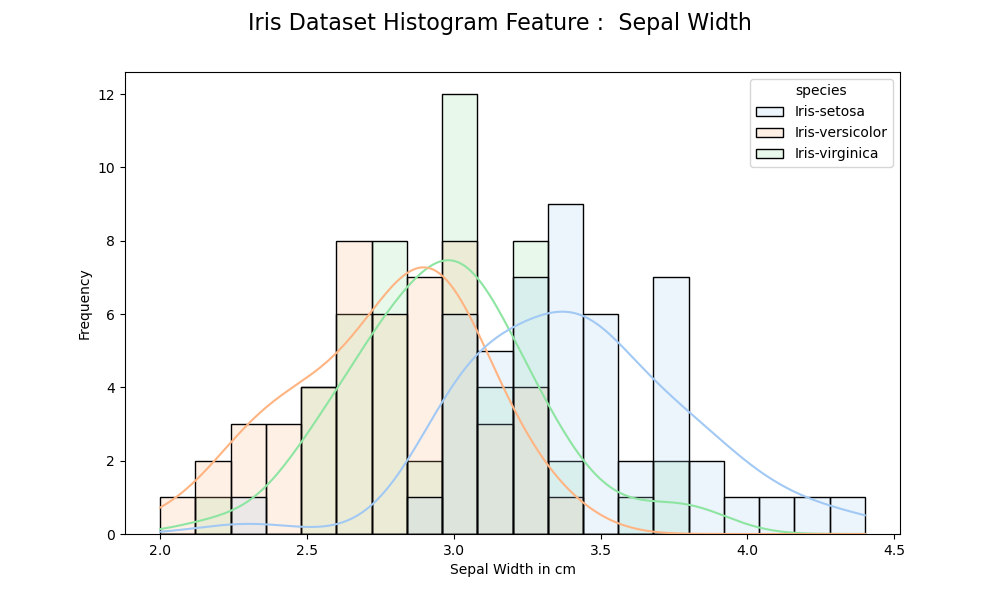 Iris Dataset Histogram Feature :  Sepal Width
species
Iris-setosa
Iris-versicolor
Iris-virginica
12
10
8
6
4
2
0
Frequency
2.0 2.5 3.0 3.5 4.0 4.5
Sepal Width in cm